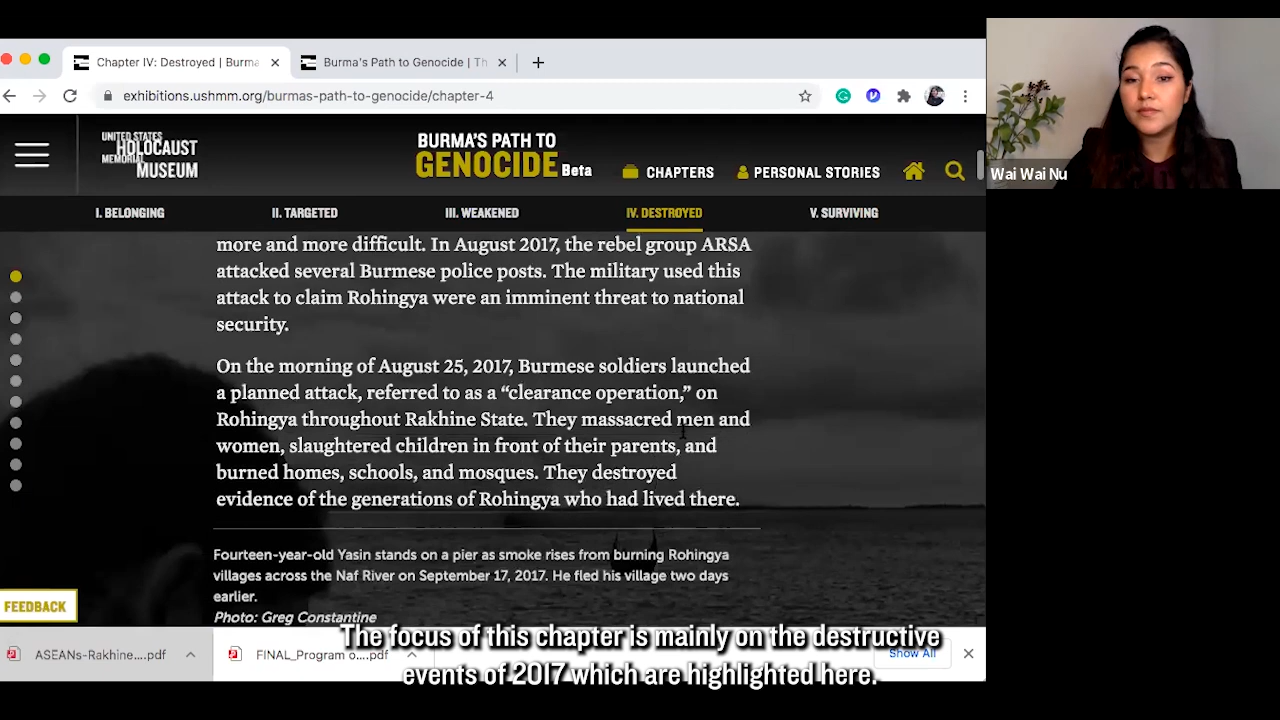 Chapter IV: Destroyed | Burma
Burma's Path to Genocide | Th
exhibitions.ushmm.org/burmas-path-to-genocide/chapter-4
UNITED STATES
HOLOCAUST
MEMORIAL
MUSEUM
BURMA'S PATH TO
GENOCIDE Beta
CHAPTERS
PERSONAL STORIES
I. BELONGING
II. TARGETED
III. WEAKENED
IV. DESTROYED
V. SURVIVING
more and more difficult. In August 2017, the rebel group ARSA
attacked several Burmese police posts. The military used this
attack to claim Rohingya were an imminent threat to national
security.
On the morning of August 25, 2017, Burmese soldiers launched
a planned attack, referred to as a “clearance operation,” on
Rohingya throughout Rakhine State. They massacred men and
women, slaughtered children in front of their parents, and
burned homes, schools, and mosques. They destroyed
evidence of the generations of Rohingya who had lived there.
Fourteen-year-old Yasin stands on a pier as smoke rises from burning Rohingya
villages across the Naf River on September 17, 2017. He fled his village two days
earlier.
Photo: Greg Constantine
FEEDBACK
ASEANs-Rakhine....pdf
FINAL_Program o....pdf
Show All
The focus of this chapter is mainly on the destructive
events of 2017 which are highlighted here.
Wai Wai Nu